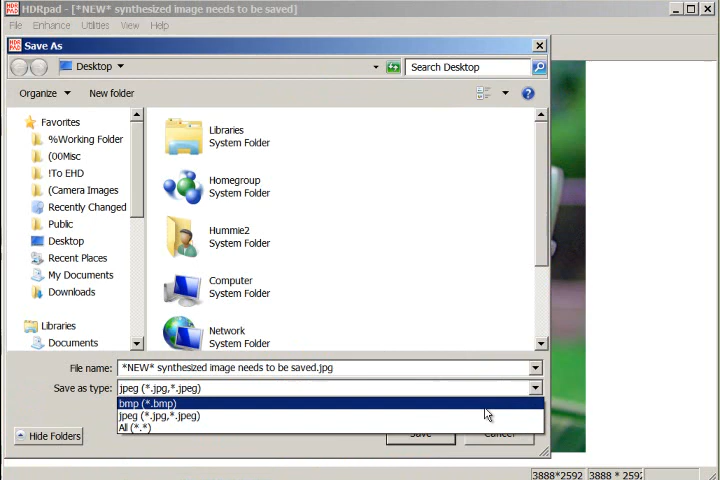 HDRpad - [*NEW* synthesized image needs to be saved]
File Enhance Utilities View Help
HDR PAD Save As
Desktop
Search Desktop
Organize New folder
Favorites
%Working Folder
(00Misc
!To EHD
(Camera Images
Recently Changed
Public
Desktop
Recent Places
My Documents
Downloads
Libraries
Documents
Libraries
System Folder
Homegroup
System Folder
Hummie2
System Folder
Computer
System Folder
Network
System Folder
File name: *NEW* synthesized image needs to be saved.jpg
Save as type: jpeg (*.jpg,*.jpeg)
bmp (*.bmp)
jpeg (*.jpg,*.jpeg)
All (*.*)
Hide Folders Save Cancel
3888*2592 3888 * 2592